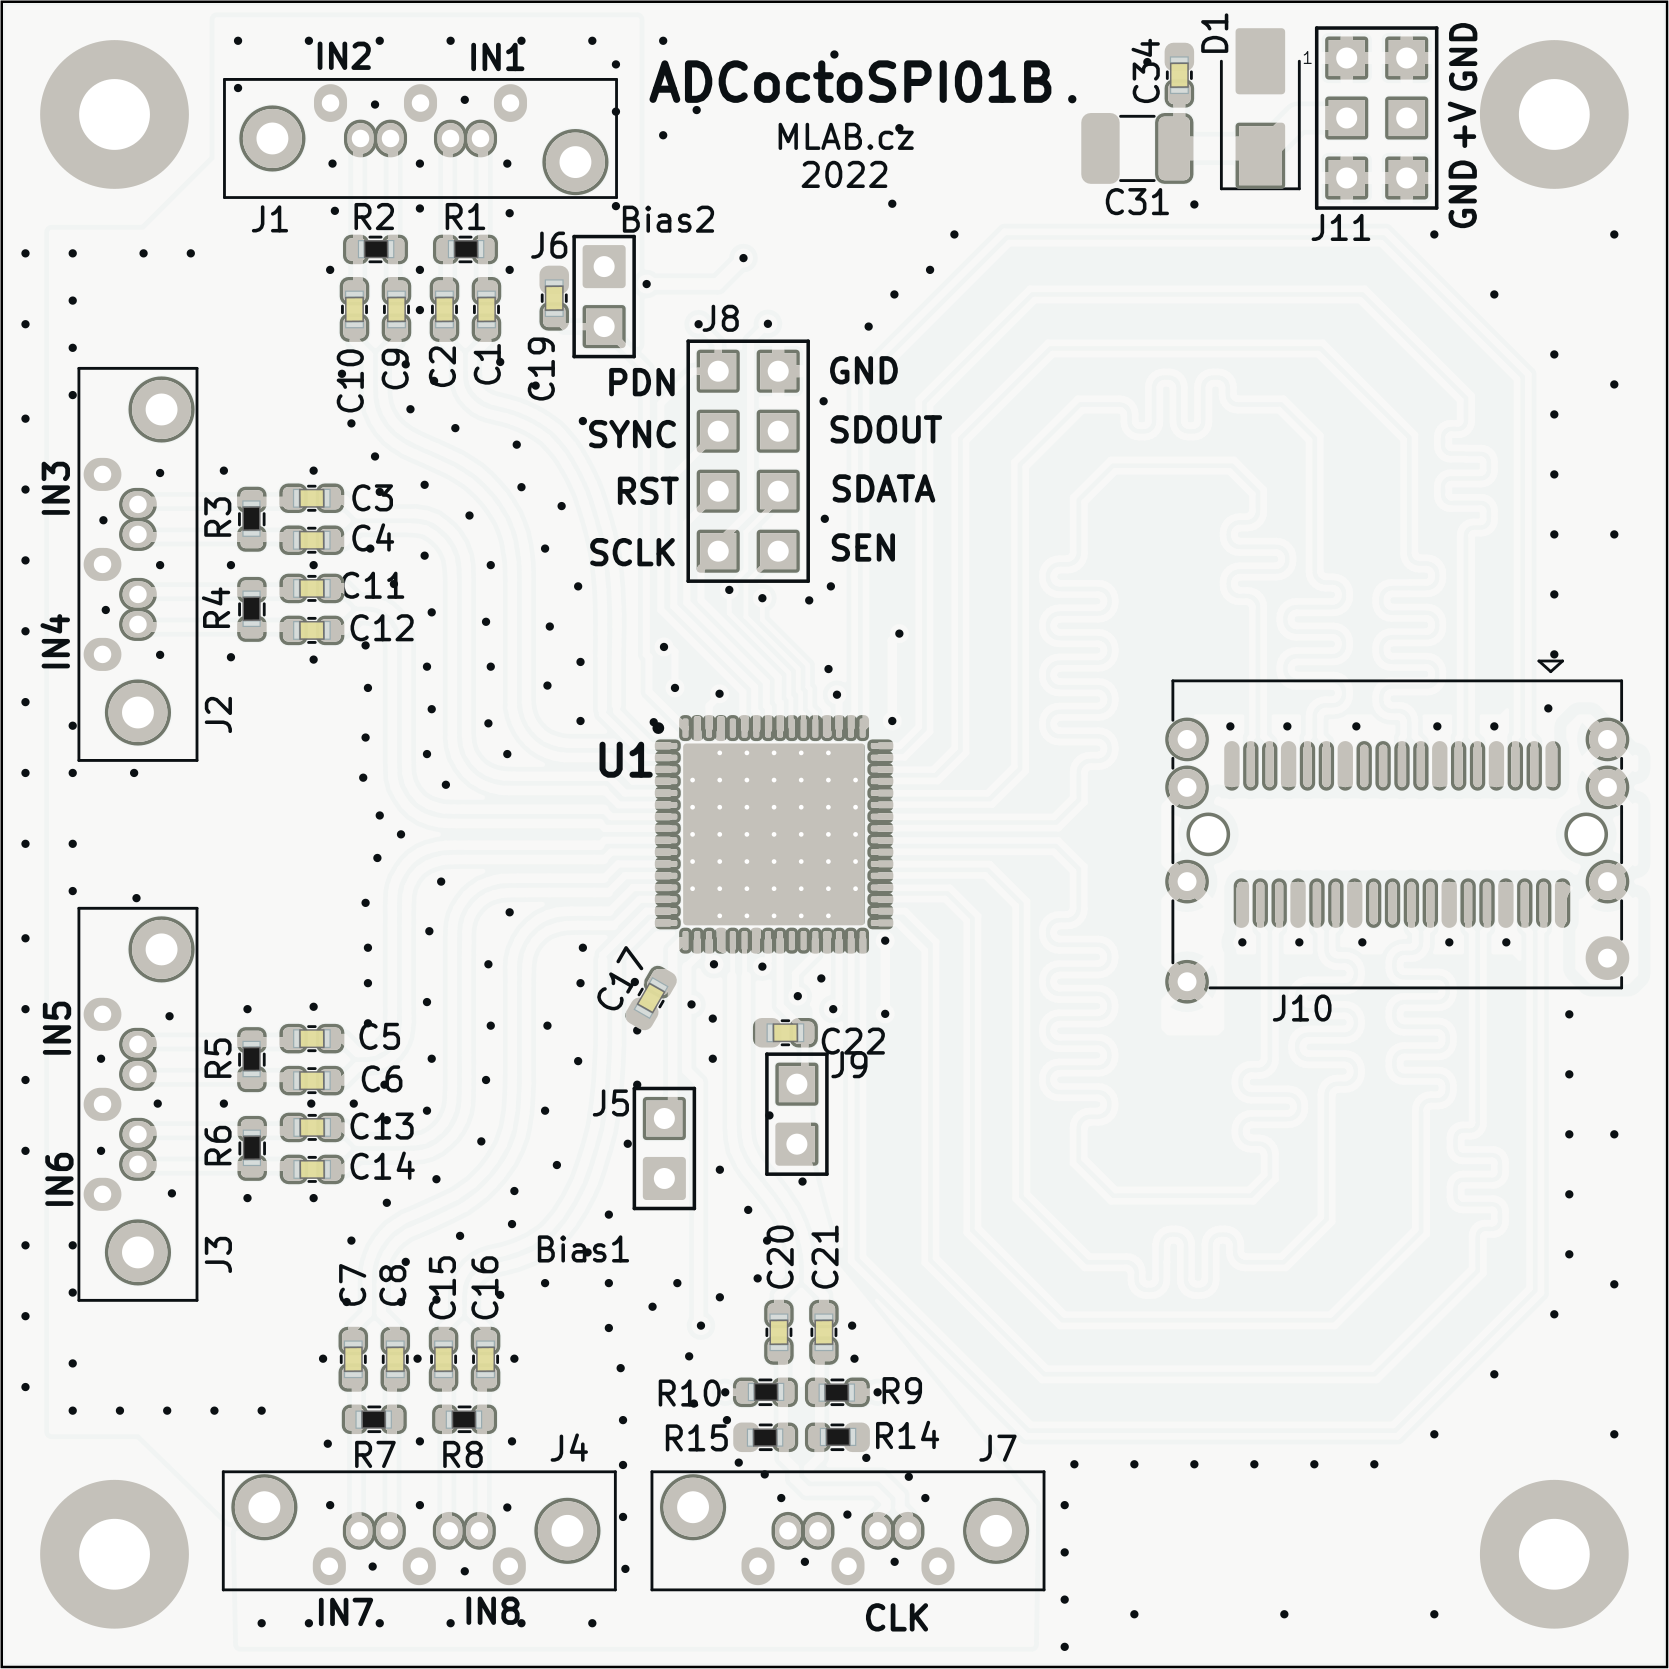 IN2
IN1
ADCoctoSPI01B
MLAB.cz
2022
C34
D1
1
GND
+V
GND
C31
J11
J1
R2
R1
Bias2
J6
C10
C9
C2
C1
C19
J8
PDN
GND
SYNC
SDOUT
RST
SDATA
SCLK
SEN
IN3
R3
C3
C4
R4
C11
C12
IN4
J2
U1
J10
C17
C22
J9
J5
IN5
R5
C5
C6
R6
C13
C14
IN6
J3
Bias1
C7
C8
C15
C16
C20
C21
R10
R9
R15
R14
R7
R8
J4
J7
IN7
IN8
CLK